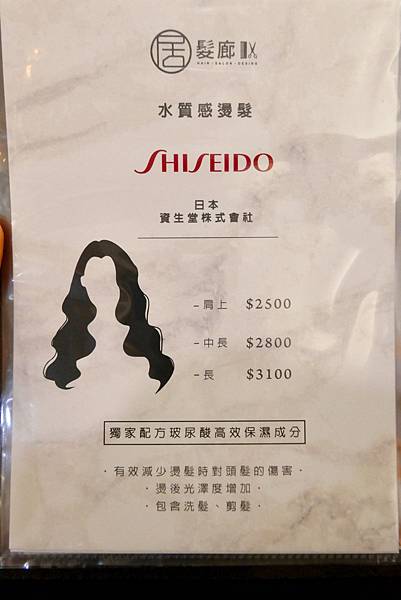 居 髮廊
HAIR・SALON・DESING
水質感燙髮
SHISEIDO
日本
資生堂株式會社
-肩上 $2500
-中長 $2800
-長 $3100
獨家配方玻尿酸高效保濕成分
・有效減少燙髮時對頭髮的傷害・
・燙後光澤度增加・
・包含洗髮、剪髮・